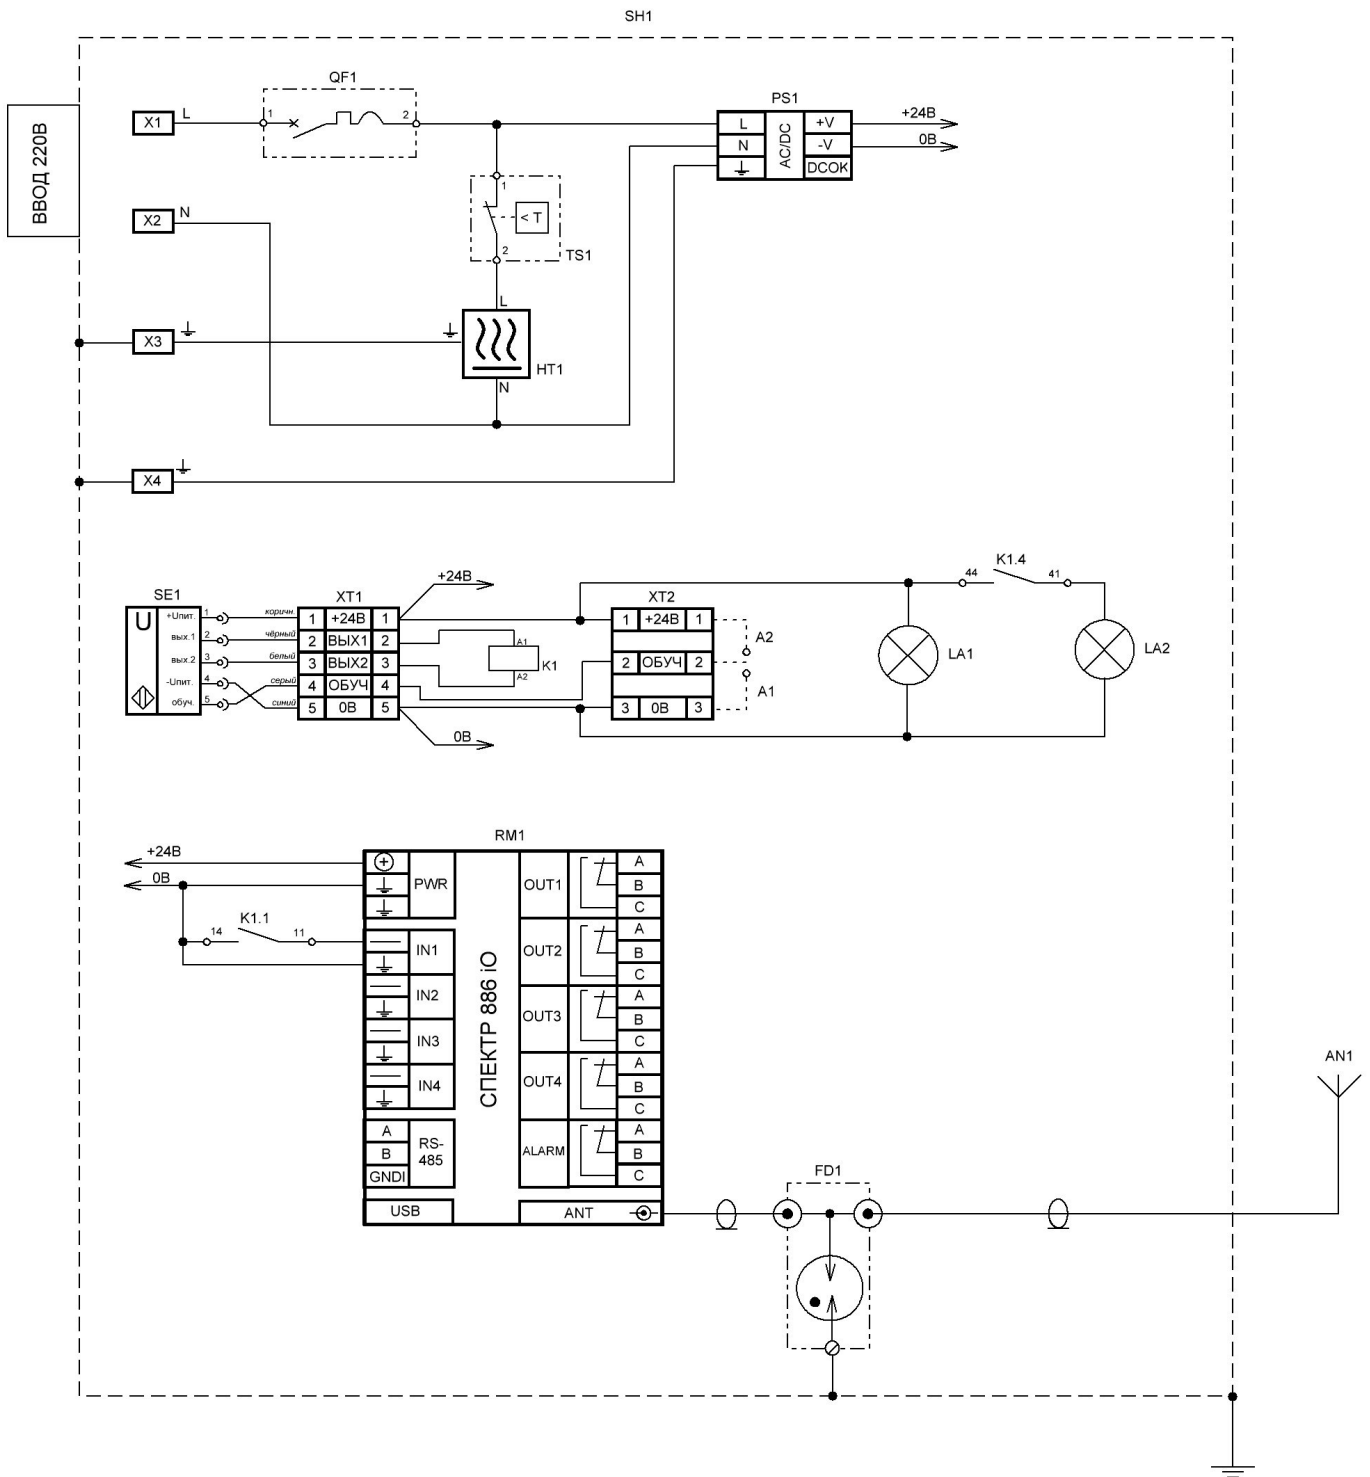 SH1
ВВОД 220В
QF1
X1
L
1
2
PS1
L
N
AC/DC
+V
-V
DCOK
+24В
0В
1
< T
2
TS1
X2
N
L
HT1
N
X3
X4
SE1
U
+Uпит.
1
вых.1
2
вых.2
3
-Uпит.
4
обуч.
5
коричн.
чёрный
белый
серый
синий
XT1
1 +24В 1
2 ВЫХ1 2
3 ВЫХ2 3
4 ОБУЧ 4
5 0В 5
+24В
0В
A1
K1
A2
XT2
1 +24В 1
2 ОБУЧ 2
3 0В 3
A2
A1
K1.4
44
41
LA1
LA2
RM1
+24В
0В
K1.1
14
11
PWR
IN1
IN2
IN3
IN4
A
B
GNDI
RS-
485
USB
СПЕКТР 886 iO
OUT1
A
B
C
OUT2
A
B
C
OUT3
A
B
C
OUT4
A
B
C
ALARM
A
B
C
ANT
FD1
AN1